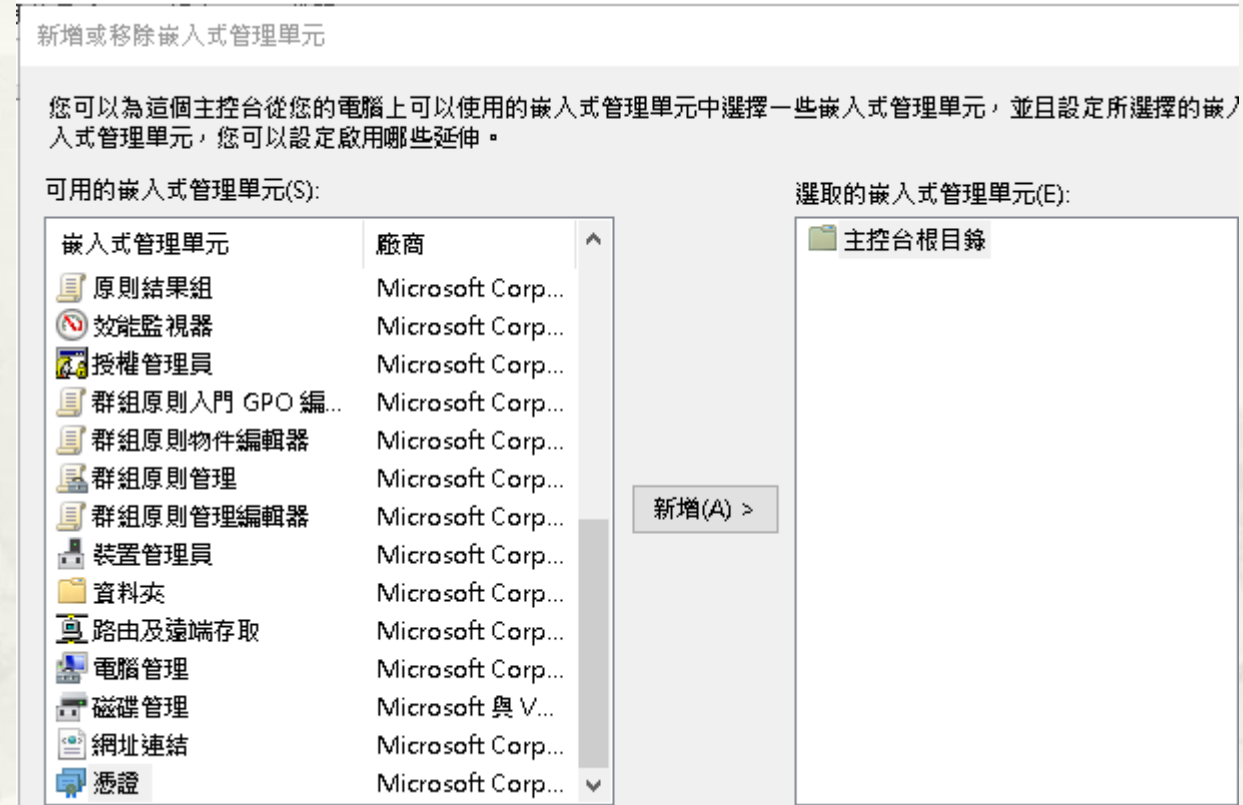 新增或移除嵌入式管理單元
您可以為這個主控台從您的電腦上可以使用的嵌入式管理單元中選擇一些嵌入式管理單元，並且設定所選擇的嵌入
入式管理單元，您可以設定啟用哪些延伸。
可用的嵌入式管理單元(S):
選取的嵌入式管理單元(E):
嵌入式管理單元 廠商
主控台根目錄
原則結果組 Microsoft Corp...
效能監視器 Microsoft Corp...
授權管理員 Microsoft Corp...
群組原則入門 GPO 編... Microsoft Corp...
群組原則物件編輯器 Microsoft Corp...
群組原則管理 Microsoft Corp...
群組原則管理編輯器 Microsoft Corp...
新增(A) >
裝置管理員 Microsoft Corp...
資料夾 Microsoft Corp...
路由及遠端存取 Microsoft Corp...
電腦管理 Microsoft Corp...
磁碟管理 Microsoft 與 V...
網址連結 Microsoft Corp...
憑證 Microsoft Corp...